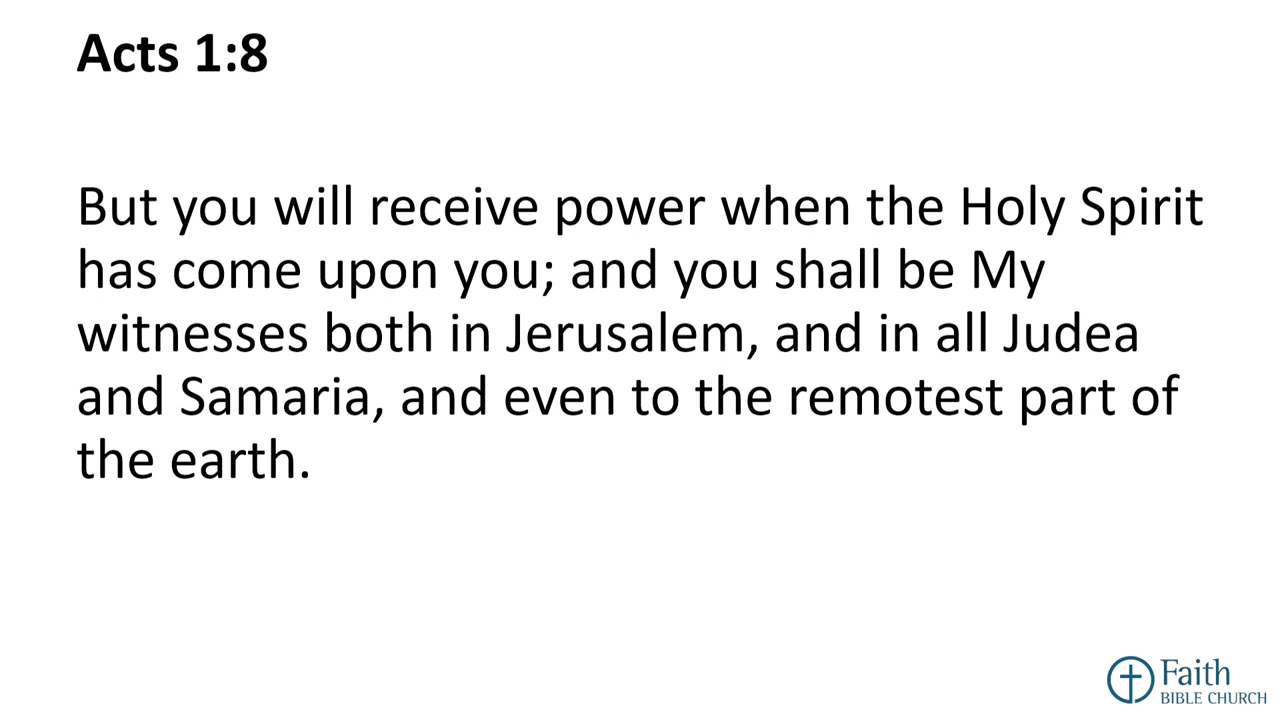 Acts 1:8
But you will receive power when the Holy Spirit
has come upon you; and you shall be My
witnesses both in Jerusalem, and in all Judea
and Samaria, and even to the remotest part of
the earth.
Faith
BIBLE CHURCH